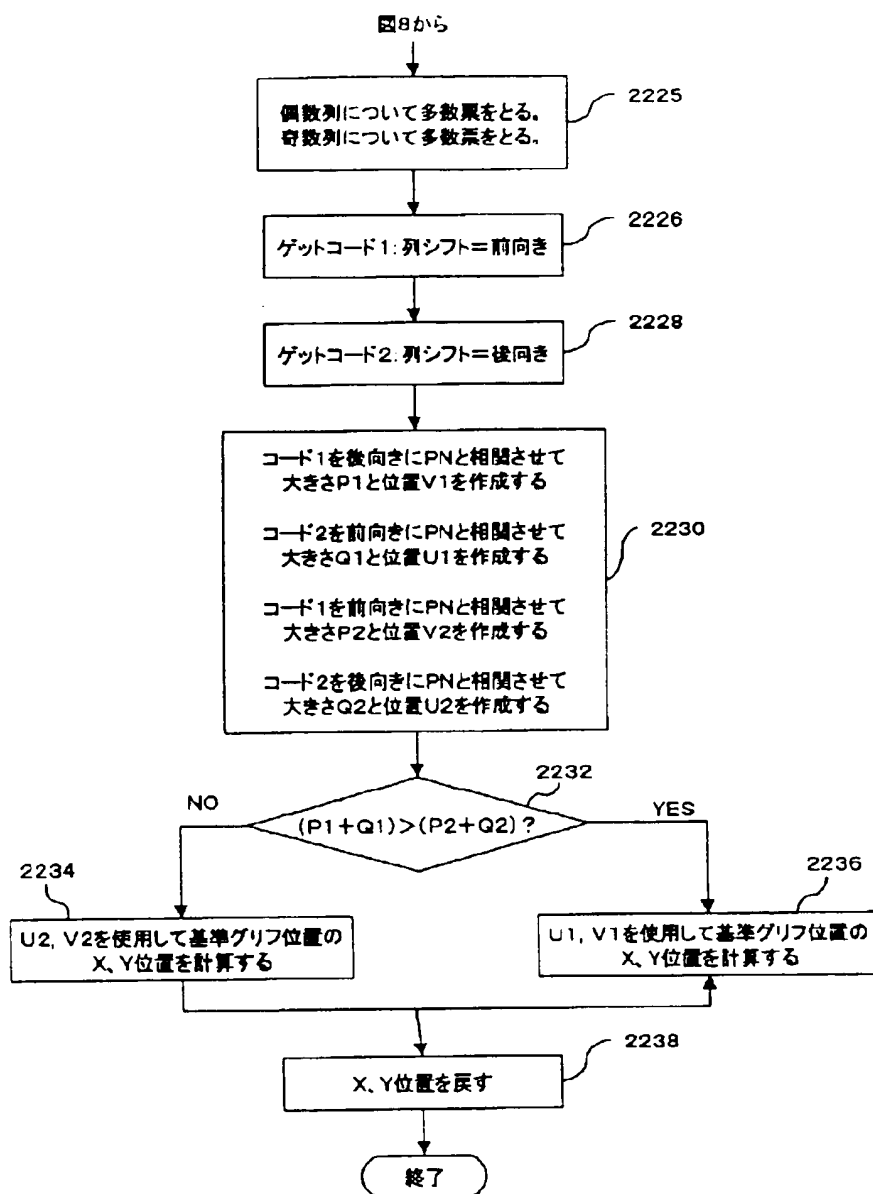 図8から
2225
偶数列について多数票をとる。
奇数列について多数票をとる。
2226
ゲットコード1:列シフト=前向き
2228
ゲットコード2:列シフト=後向き
コード1を後向きにPNと相関させて
大きさP1と位置V1を作成する
コード2を前向きにPNと相関させて
大きさQ1と位置U1を作成する
2230
コード1を前向きにPNと相関させて
大きさP2と位置V2を作成する
コード2を後向きにPNと相関させて
大きさQ2と位置U2を作成する
2232
NO
(P1+Q1)>(P2+Q2)?
YES
2234
2236
U2, V2を使用して基準グリフ位置の
X、Y位置を計算する
U1, V1を使用して基準グリフ位置の
X、Y位置を計算する
2238
X、Y位置を戻す
終了